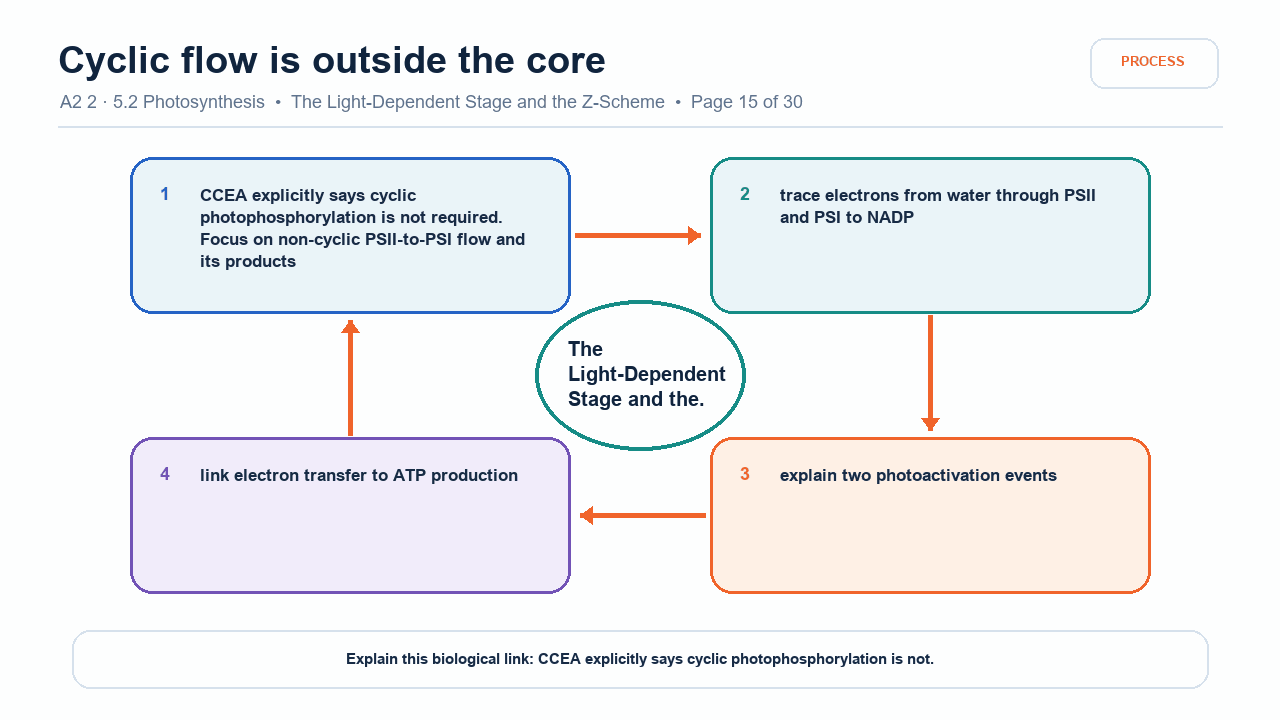 Cyclic flow is outside the core
PROCESS
A2 2 · 5.2 Photosynthesis • The Light-Dependent Stage and the Z-Scheme • Page 15 of 30
1
CCEA explicitly says cyclic
photophosphorylation is not required.
Focus on non-cyclic PSII-to-PSI flow and
its products
2
trace electrons from water through PSII
and PSI to NADP
The
Light-Dependent
Stage and the.
4
link electron transfer to ATP production
3
explain two photoactivation events
Explain this biological link: CCEA explicitly says cyclic photophosphorylation is not.